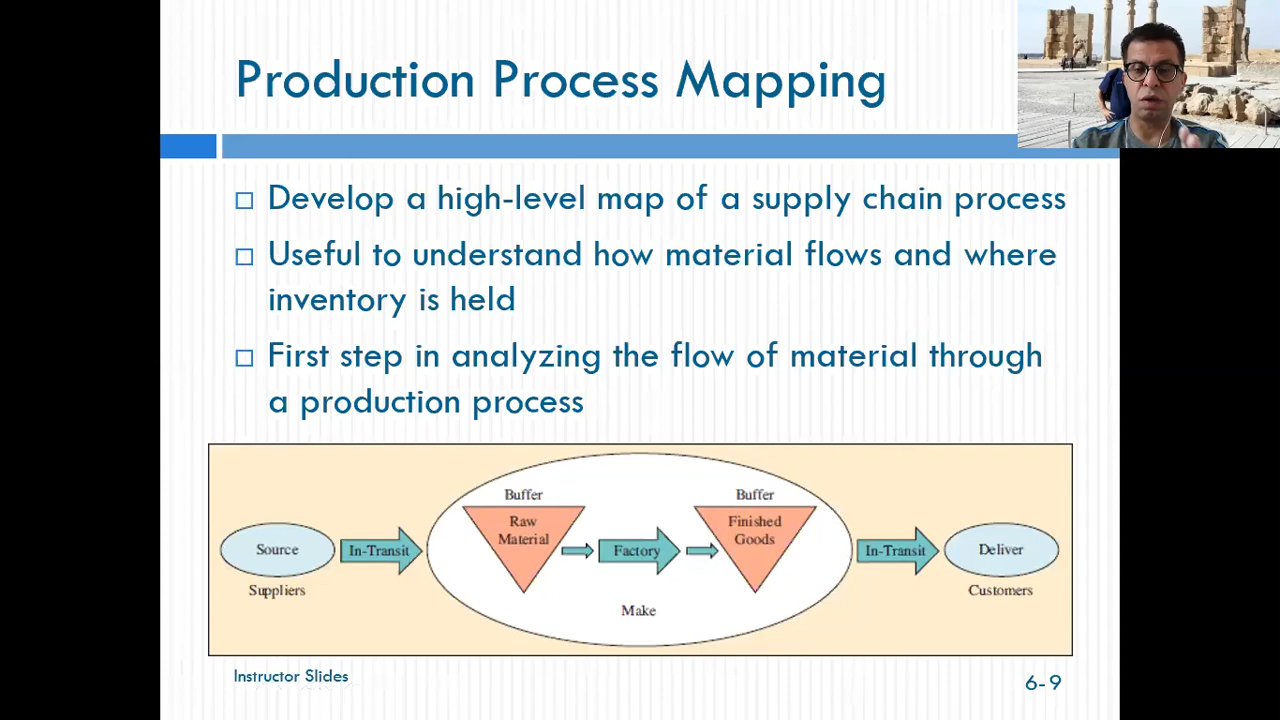 Production Process Mapping
Develop a high-level map of a supply chain process
Useful to understand how material flows and where
inventory is held
First step in analyzing the flow of material through
a production process
Buffer
Buffer
Raw
Material
Finished
Goods
Source
In-Transit
Factory
In-Transit
Deliver
Suppliers
Make
Customers
Instructor Slides
6-9